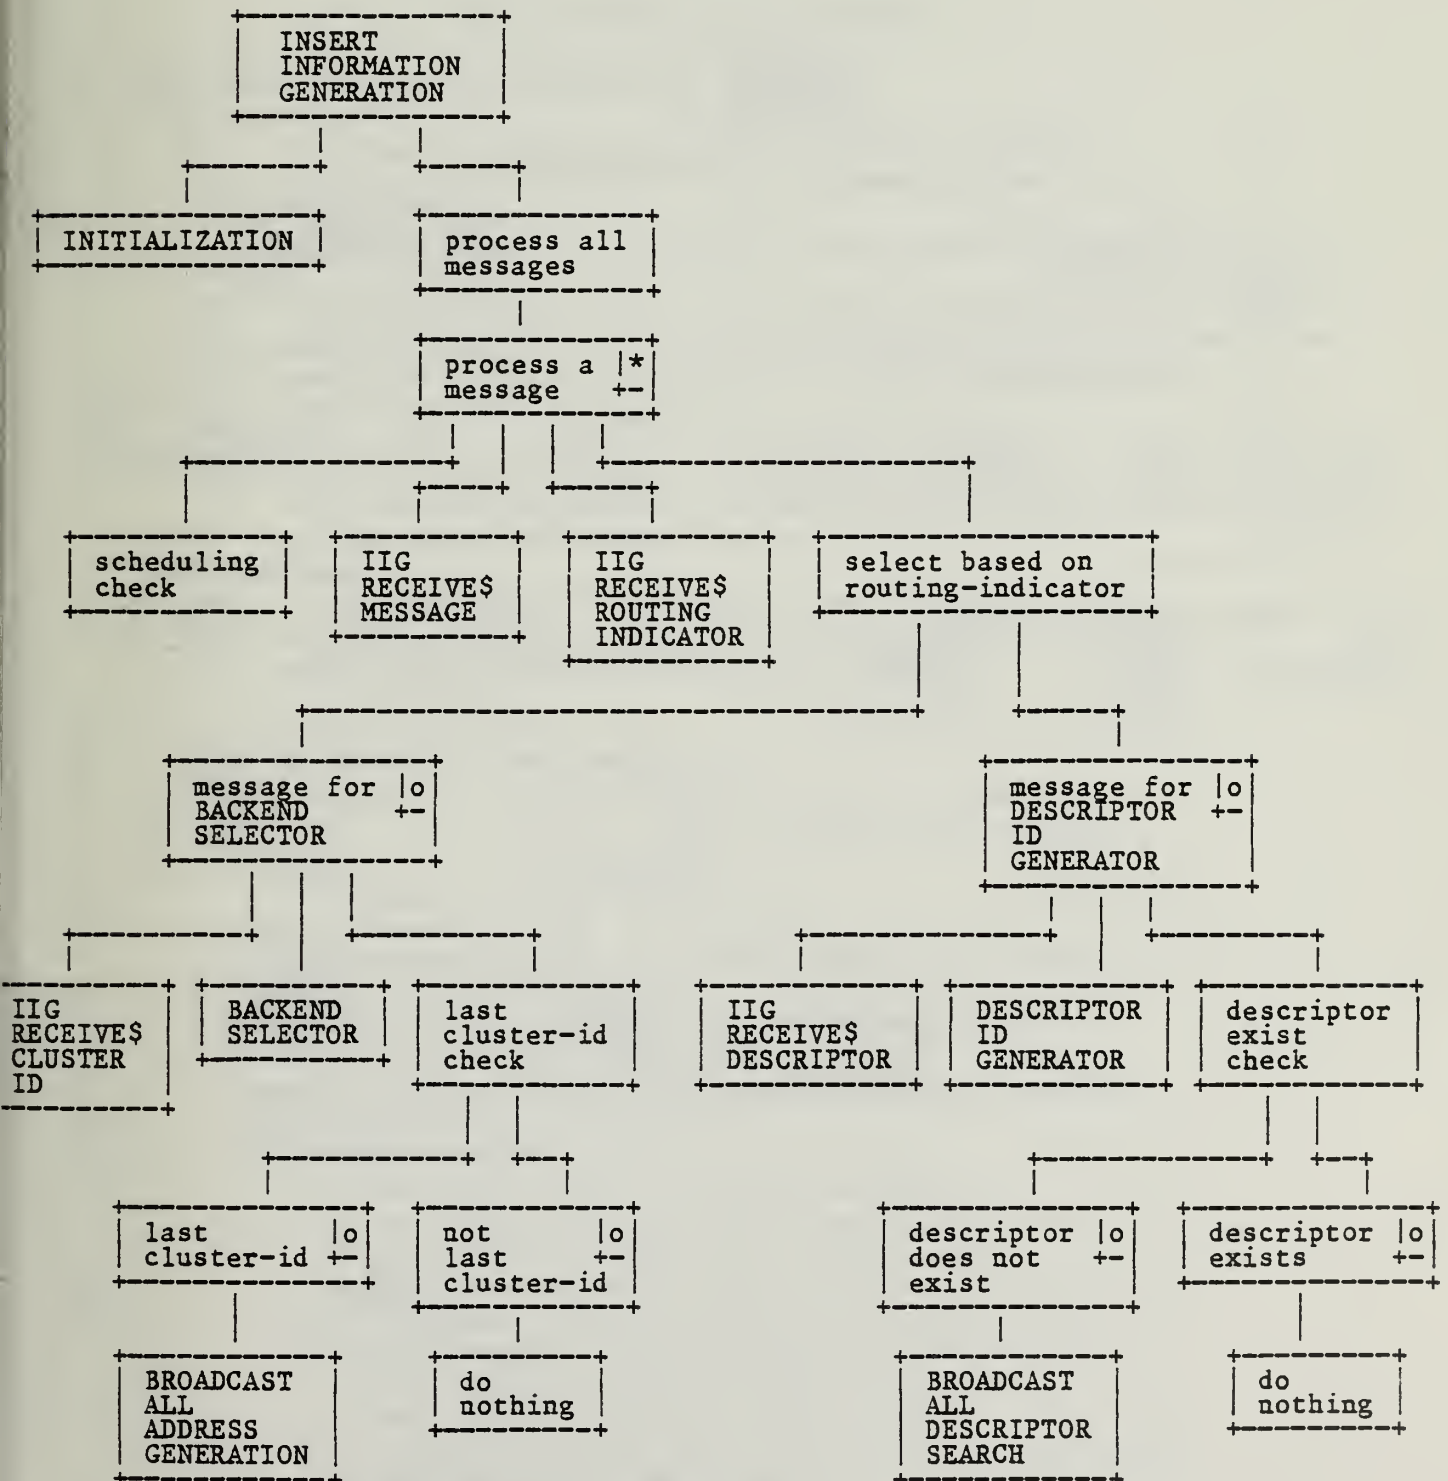 INSERT
INFORMATION
GENERATION
INITIALIZATION
process all
messages
process a |*
message +-
scheduling
check
IIG
RECEIVE$
MESSAGE
IIG
RECEIVE$
ROUTING
INDICATOR
select based on
routing-indicator
message for |o
BACKEND +-
SELECTOR
message for |o
DESCRIPTOR +-
ID
GENERATOR
IIG
RECEIVE$
CLUSTER
ID
BACKEND
SELECTOR
last
cluster-id
check
IIG
RECEIVE$
DESCRIPTOR
DESCRIPTOR
ID
GENERATOR
descriptor
exist
check
last |o
cluster-id +-
not |o
last +-
cluster-id
descriptor |o
does not +-
exist
descriptor |o
exists +-
BROADCAST
ALL
ADDRESS
GENERATION
do
nothing
BROADCAST
ALL
DESCRIPTOR
SEARCH
do
nothing